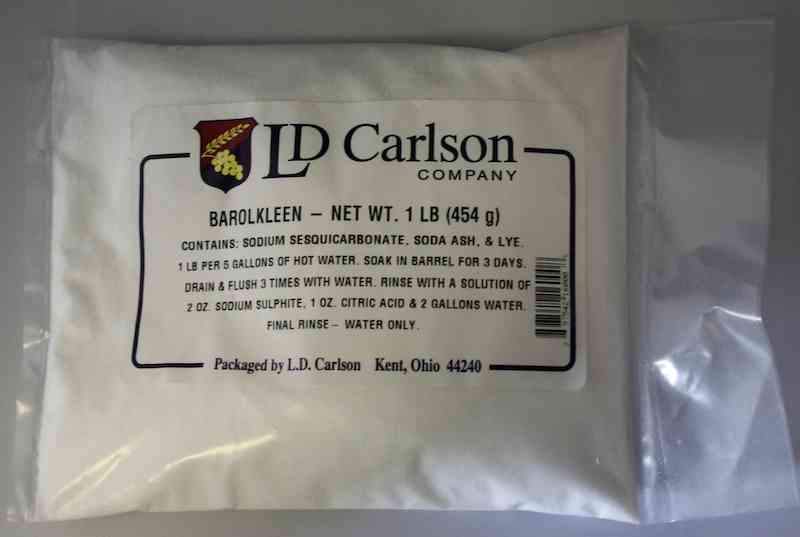 LD Carlson
COMPANY
BAROLKLEEN – NET WT. 1 LB (454 g)
CONTAINS: SODIUM SESQUICARBONATE, SODA ASH, & LYE.
1 LB PER 5 GALLONS OF HOT WATER. SOAK IN BARREL FOR 3 DAYS.
DRAIN & FLUSH 3 TIMES WITH WATER. RINSE WITH A SOLUTION OF
2 OZ. SODIUM SULPHITE, 1 OZ. CITRIC ACID & 2 GALLONS WATER.
FINAL RINSE – WATER ONLY.
Packaged by L.D. Carlson Kent, Ohio 44240